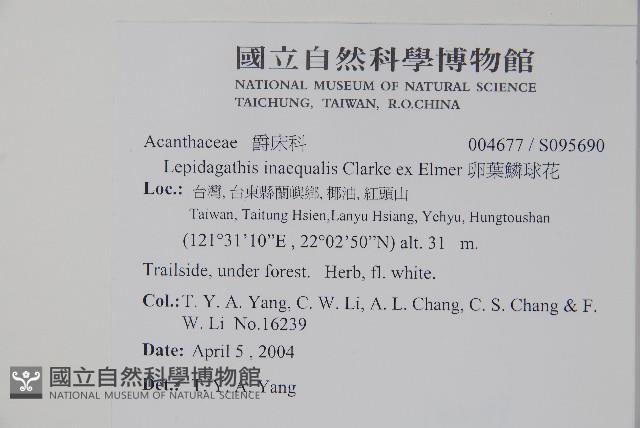 國立自然科學博物館
NATIONAL MUSEUM OF NATURAL SCIENCE
TAICHUNG, TAIWAN, R.O.CHINA
Acanthaceae 爵床科 004677 / S095690
Lepidagathis inaequalis Clarke ex Elmer 卵葉鱗球花
Loc.: 台灣, 台東縣蘭嶼鄉, 椰油, 紅頭山
Taiwan, Taitung Hsien,Lanyu Hsiang, Yehyu, Hungtoushan
(121°31'10"E , 22°02'50"N) alt. 31 m.
Trailside, under forest. Herb, fl. white.
Col.: T. Y. A. Yang, C. W. Li, A. L. Chang, C. S. Chang & F.
W. Li No.16239
Date: April 5 , 2004
Det.: T. Y. A. Yang
國立自然科學博物館
NATIONAL MUSEUM OF NATURAL SCIENCE